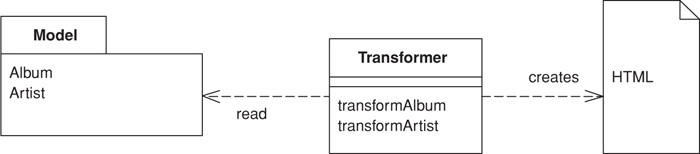 Model
Album
Artist
read
Transformer
transformAlbum
transformArtist
creates
HTML